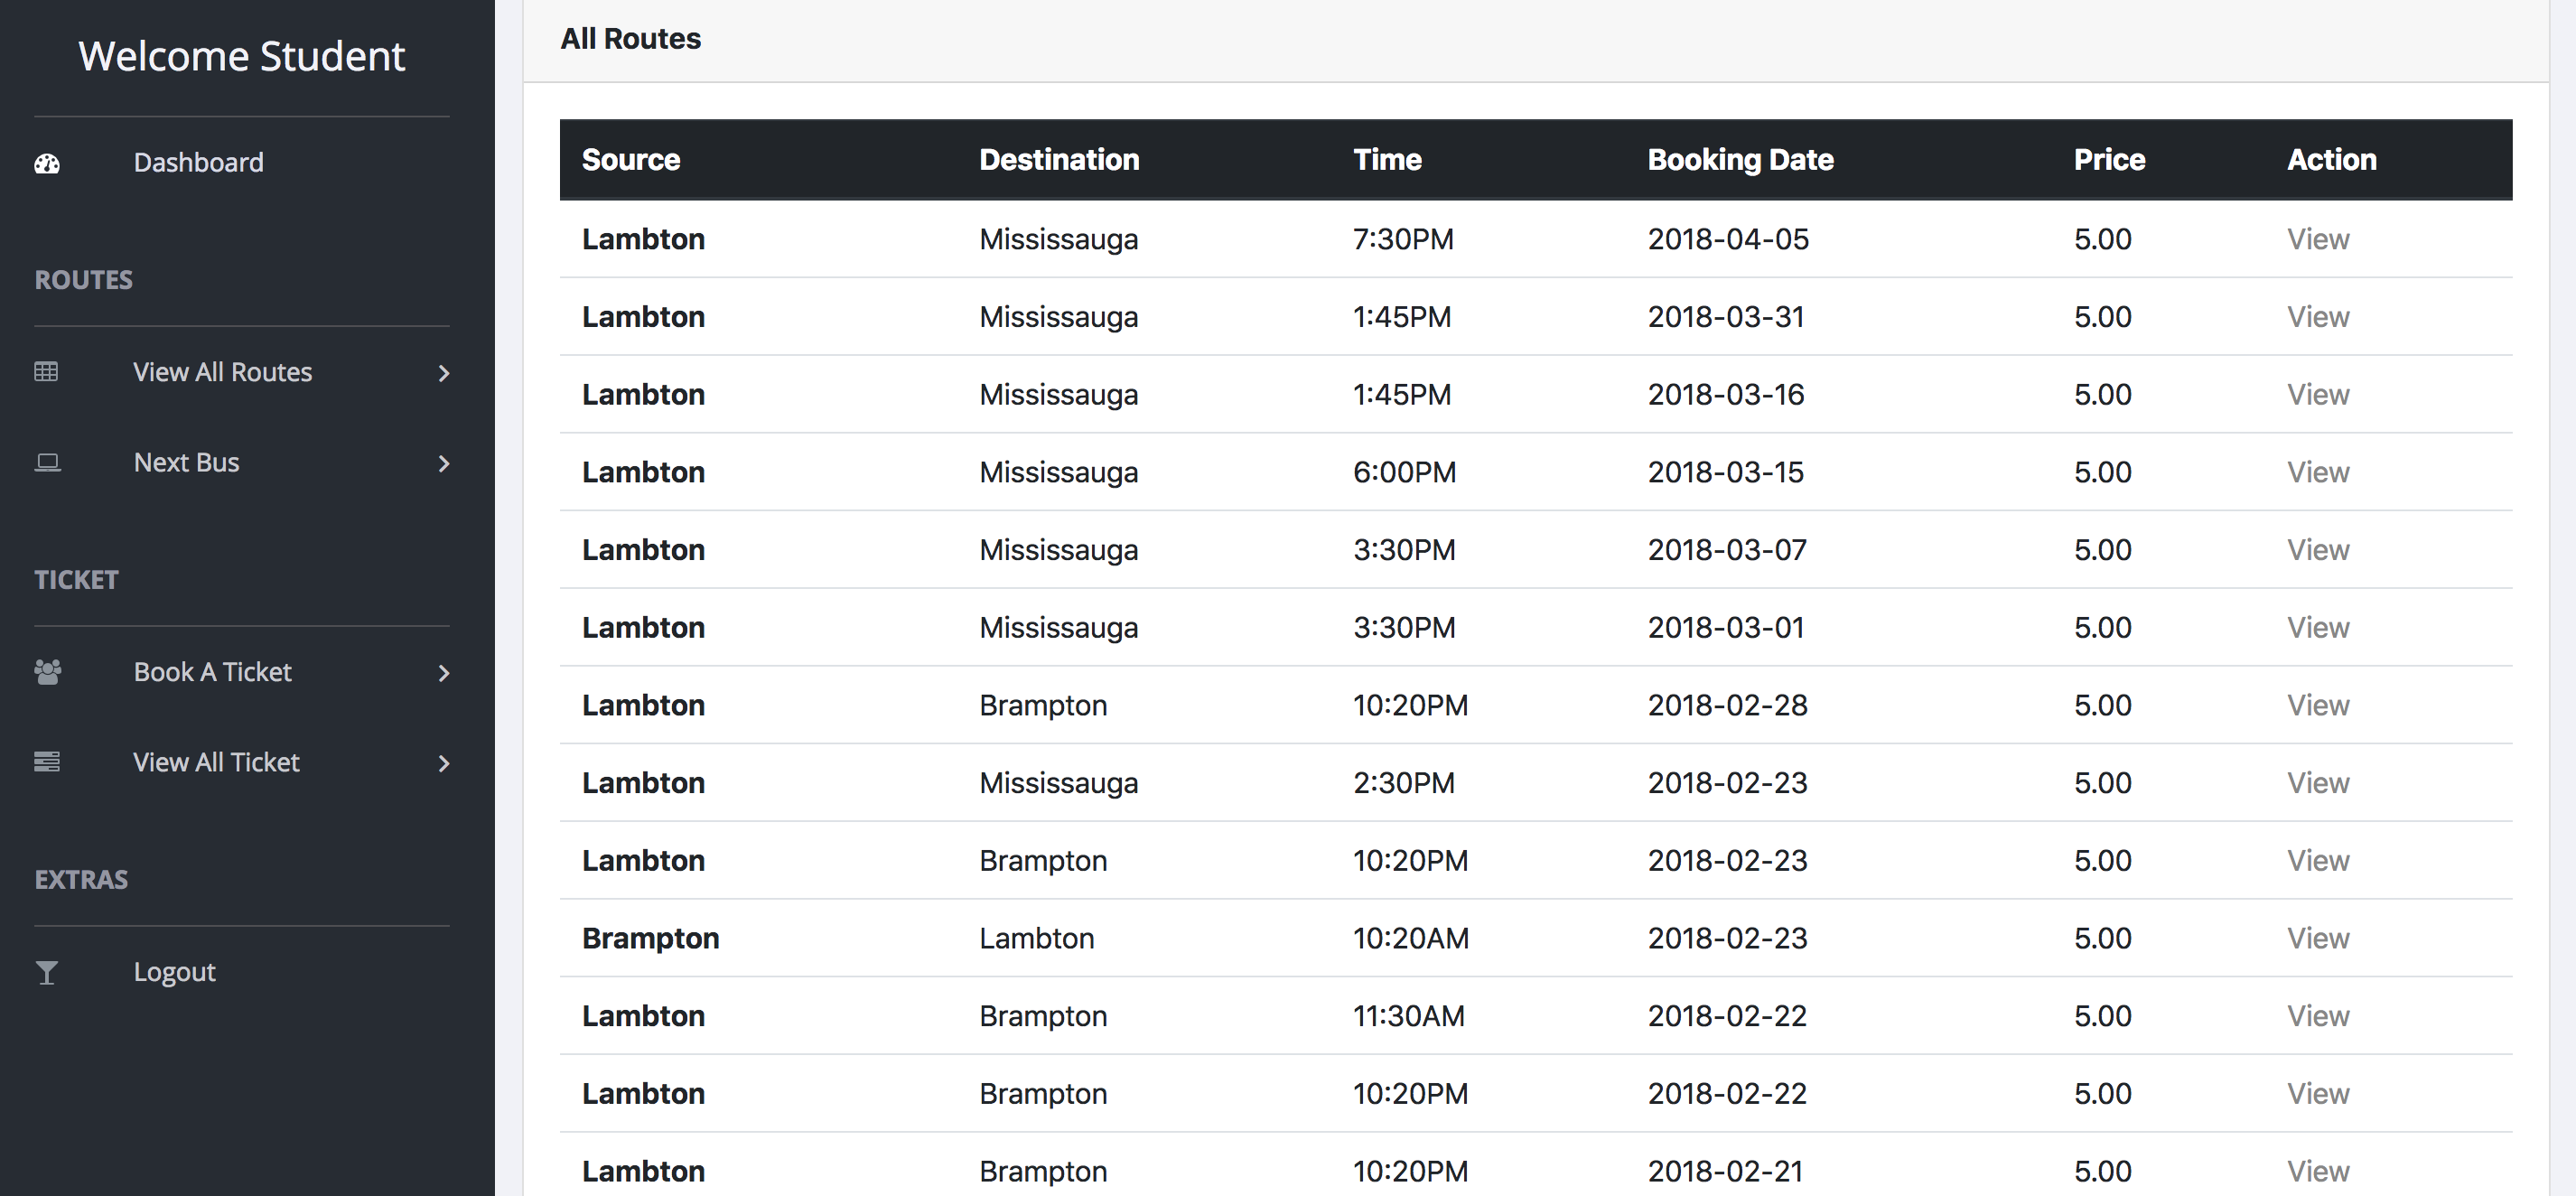 Welcome Student
Dashboard
ROUTES
View All Routes
Next Bus
TICKET
Book A Ticket
View All Ticket
EXTRAS
Logout
All Routes
Source Destination Time Booking Date Price Action
Lambton Mississauga 7:30PM 2018-04-05 5.00 View
Lambton Mississauga 1:45PM 2018-03-31 5.00 View
Lambton Mississauga 1:45PM 2018-03-16 5.00 View
Lambton Mississauga 6:00PM 2018-03-15 5.00 View
Lambton Mississauga 3:30PM 2018-03-07 5.00 View
Lambton Mississauga 3:30PM 2018-03-01 5.00 View
Lambton Brampton 10:20PM 2018-02-28 5.00 View
Lambton Mississauga 2:30PM 2018-02-23 5.00 View
Lambton Brampton 10:20PM 2018-02-23 5.00 View
Brampton Lambton 10:20AM 2018-02-23 5.00 View
Lambton Brampton 11:30AM 2018-02-22 5.00 View
Lambton Brampton 10:20PM 2018-02-22 5.00 View
Lambton Brampton 10:20PM 2018-02-21 5.00 View